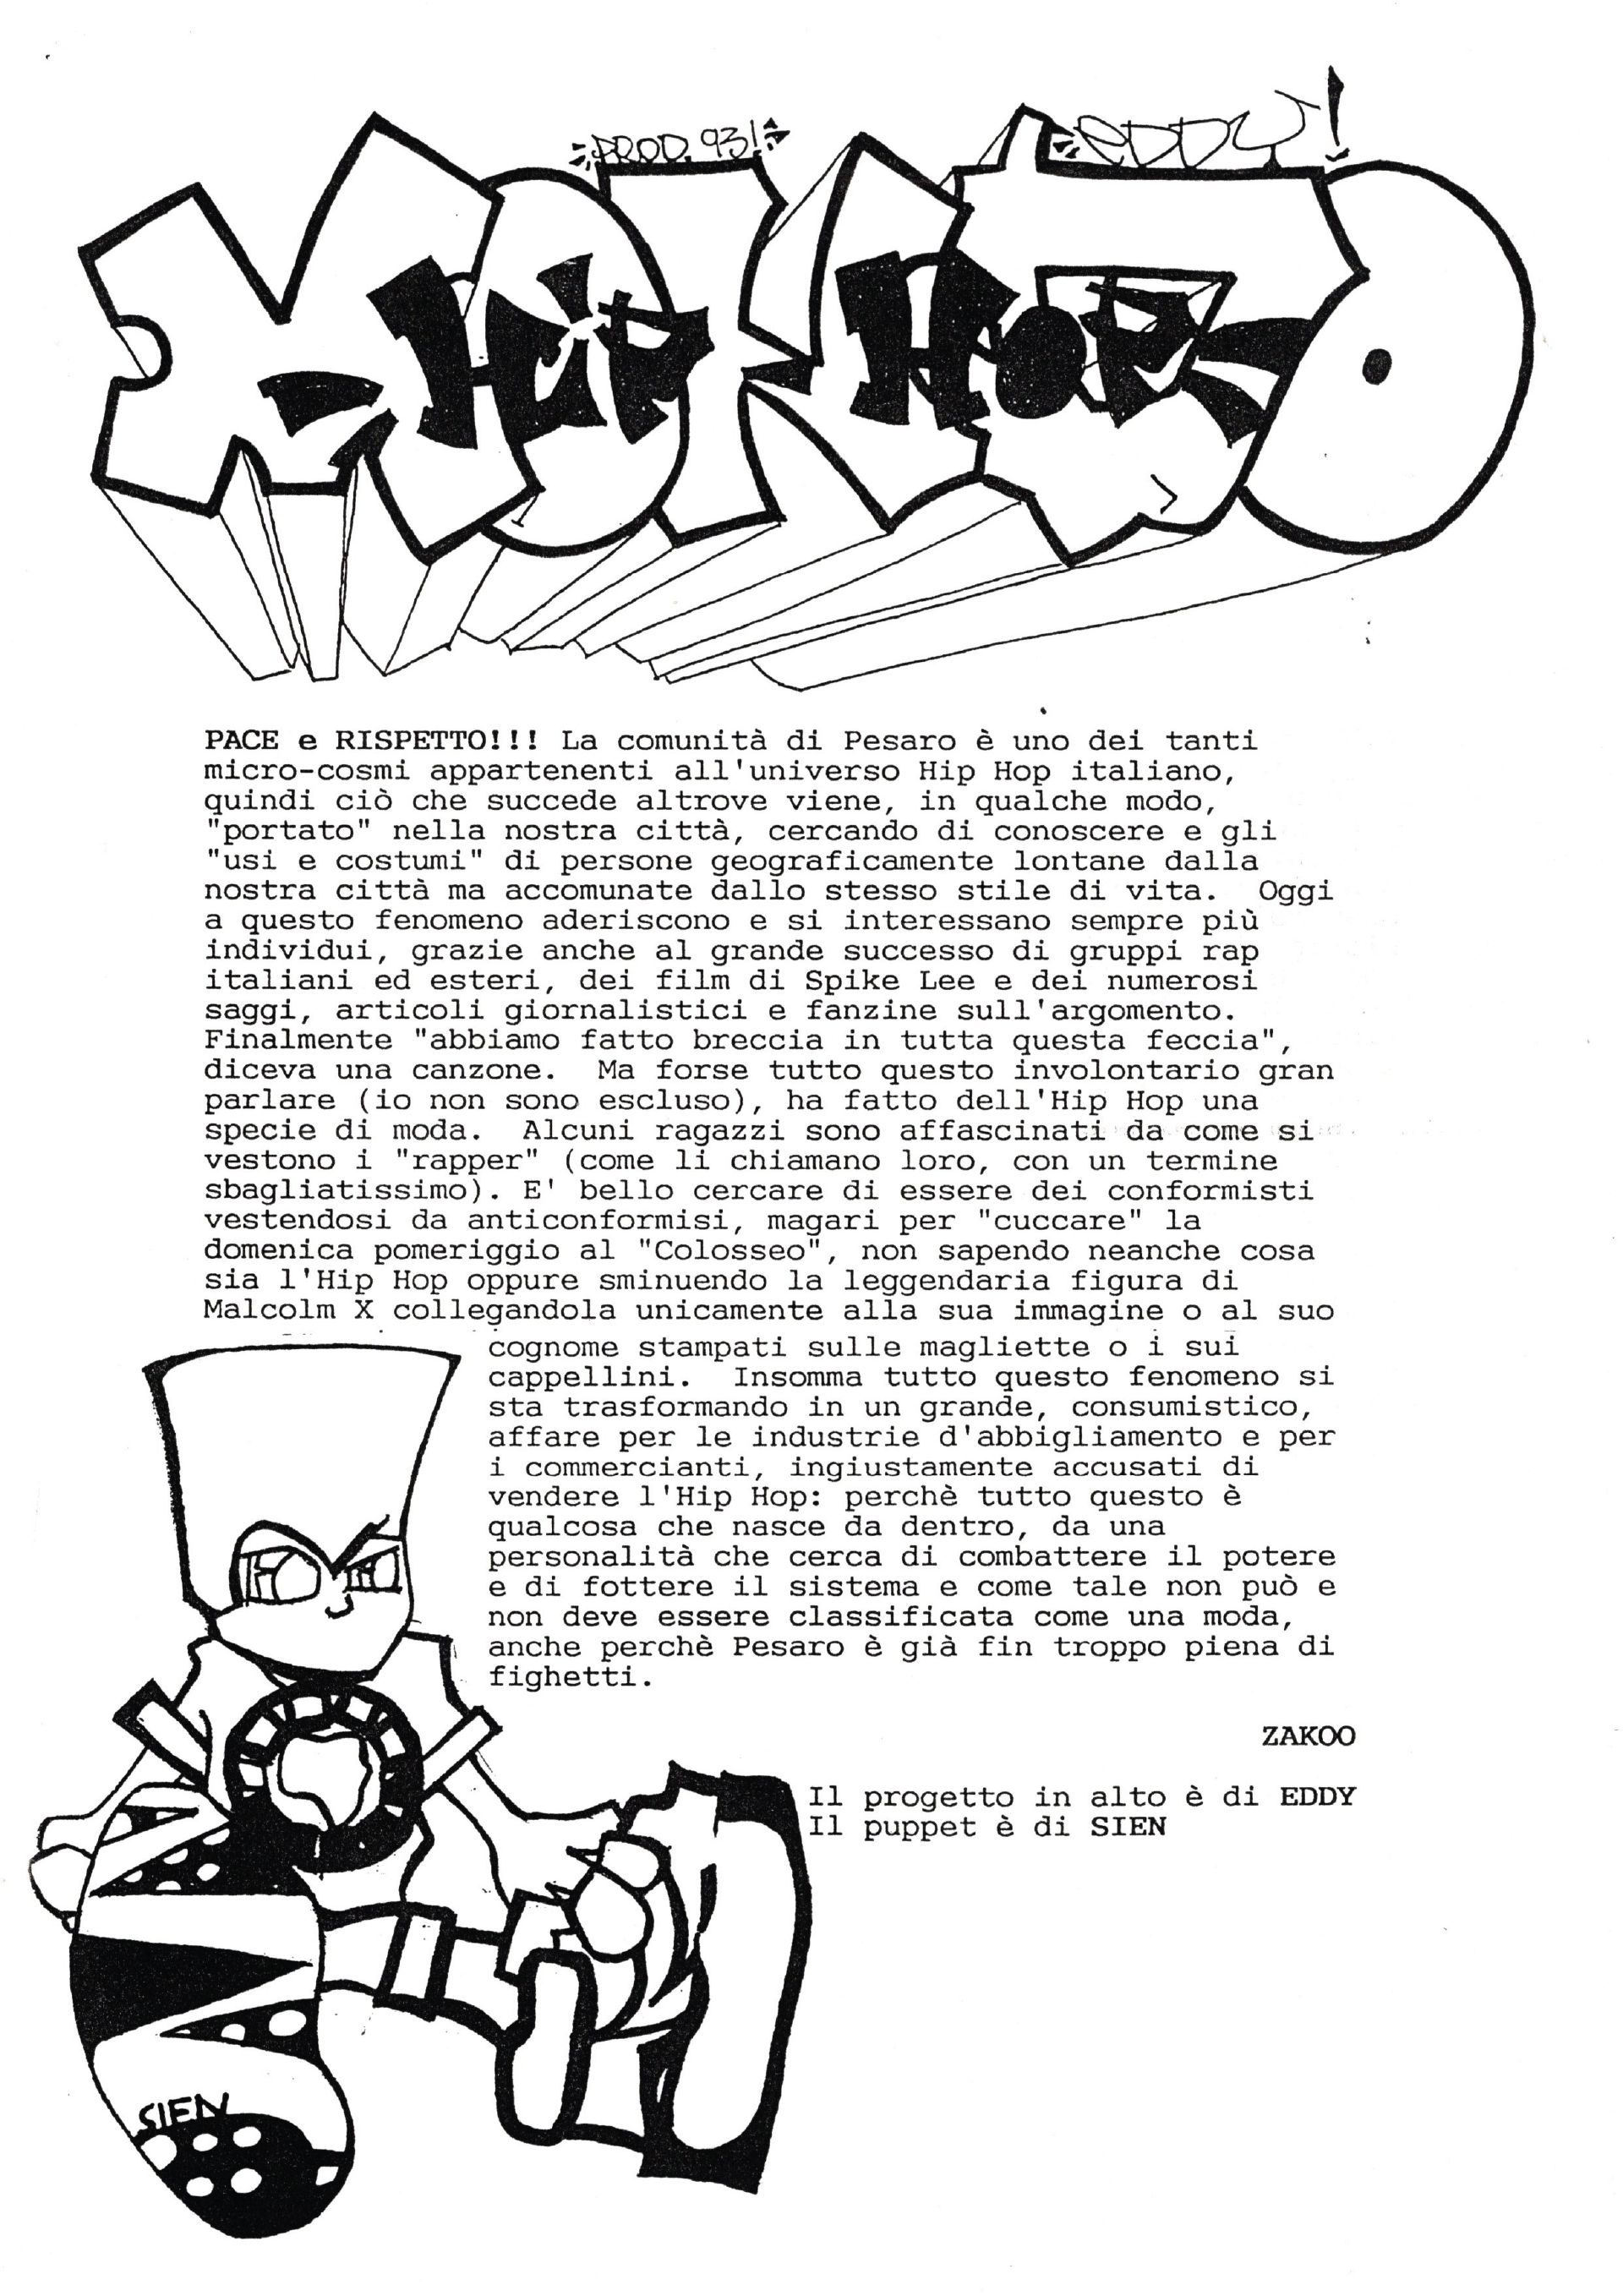 PROD. 93!
EDDY!
HiP HOP
PACE e RISPETTO!!! La comunità di Pesaro è uno dei tanti
micro-cosmi appartenenti all'universo Hip Hop italiano,
quindi ciò che succede altrove viene, in qualche modo,
"portato" nella nostra città, cercando di conoscere e gli
"usi e costumi" di persone geograficamente lontane dalla
nostra città ma accomunate dallo stesso stile di vita.  Oggi
a questo fenomeno aderiscono e si interessano sempre più
individui, grazie anche al grande successo di gruppi rap
italiani ed esteri, dei film di Spike Lee e dei numerosi
saggi, articoli giornalistici e fanzine sull'argomento.
Finalmente "abbiamo fatto breccia in tutta questa feccia",
diceva una canzone.  Ma forse tutto questo involontario gran
parlare (io non sono escluso), ha fatto dell'Hip Hop una
specie di moda.  Alcuni ragazzi sono affascinati da come si
vestono i "rapper" (come li chiamano loro, con un termine
sbagliatissimo). E' bello cercare di essere dei conformisti
vestendosi da anticonformisi, magari per "cuccare" la
domenica pomeriggio al "Colosseo", non sapendo neanche cosa
sia l'Hip Hop oppure sminuendo la leggendaria figura di
Malcolm X collegandola unicamente alla sua immagine o al suo
cognome stampati sulle magliette o i sui
cappellini.  Insomma tutto questo fenomeno si
sta trasformando in un grande, consumistico,
affare per le industrie d'abbigliamento e per
i commercianti, ingiustamente accusati di
vendere l'Hip Hop: perchè tutto questo è
qualcosa che nasce da dentro, da una
personalità che cerca di combattere il potere
e di fottere il sistema e come tale non può e
non deve essere classificata come una moda,
anche perchè Pesaro è già fin troppo piena di
fighetti.
ZAKOO
Il progetto in alto è di EDDY
Il puppet è di SIEN
SIEN